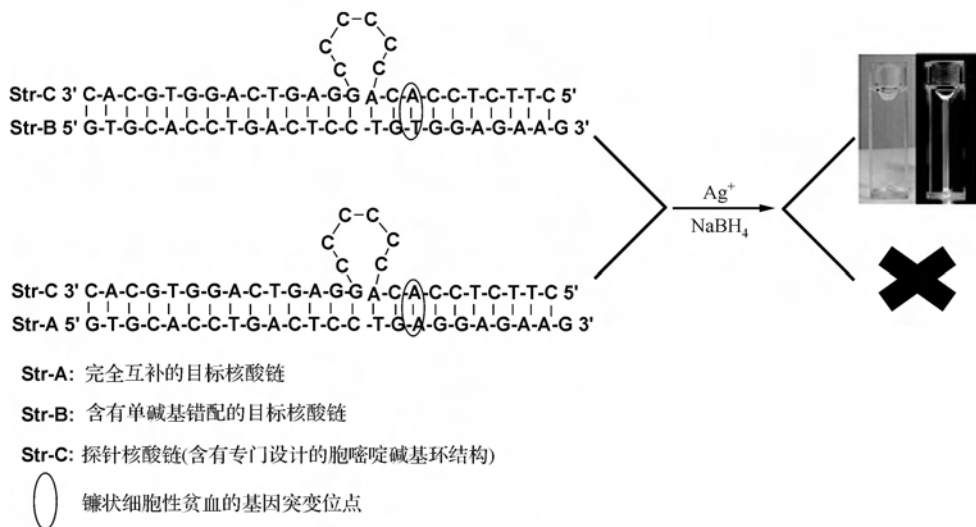 C-C
C C
C C
C C
Str-C 3' C-A-C-G-T-G-G-A-C-T-G-A-G-G A-C-A-C-C-T-C-T-T-C 5'
Str-B 5' G-T-G-C-A-C-C-T-G-A-C-T-C-C-T-G-T-G-G-A-G-A-A-G 3'
Ag+
NaBH4
C-C
C C
C C
C C
Str-C 3' C-A-C-G-T-G-G-A-C-T-G-A-G-G A-C-A-C-C-T-C-T-T-C 5'
Str-A 5' G-T-G-C-A-C-C-T-G-A-C-T-C-C-T-G-A-G-G-A-G-A-A-G 3'
Str-A: 完全互补的目标核酸链
Str-B: 含有单碱基错配的目标核酸链
Str-C: 探针核酸链(含有专门设计的胞嘧啶碱基环结构)
镰状细胞性贫血的基因突变位点